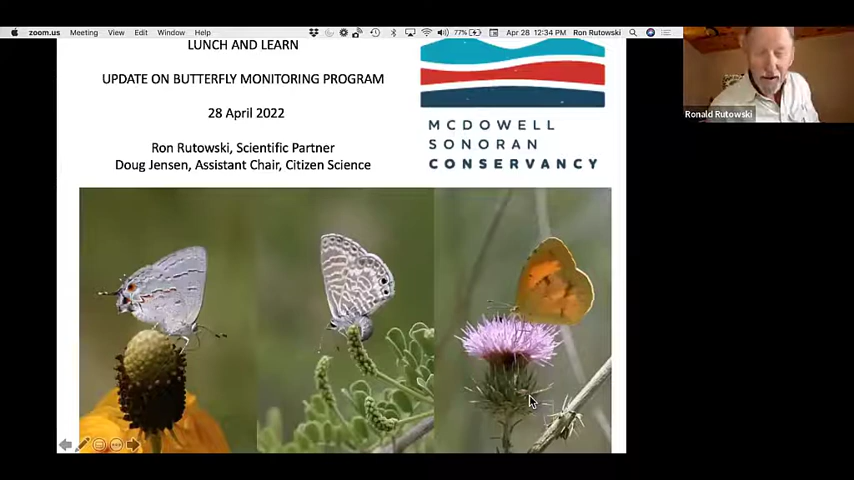 zoom.us Meeting View Edit Window Help
77% Apr 28 12:34 PM Ron Rutowski
LUNCH AND LEARN
UPDATE ON BUTTERFLY MONITORING PROGRAM
28 April 2022
Ron Rutowski, Scientific Partner
Doug Jensen, Assistant Chair, Citizen Science
MCDOWELL
SONORAN
CONSERVANCY
Ronald Rutowski